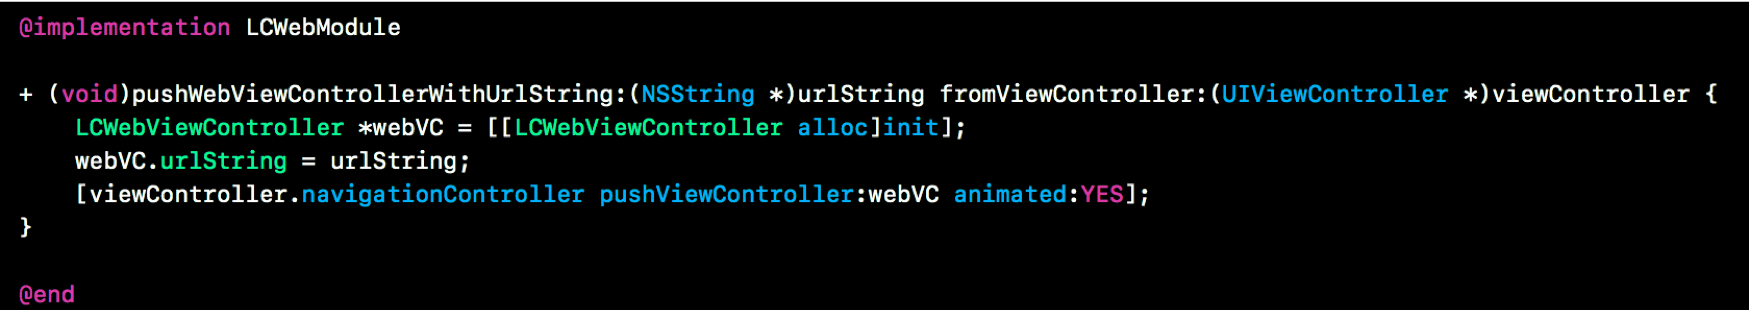 @implementation LCWebModule
+ (void)pushWebViewControllerWithUrlString:(NSString *)urlString fromViewController:(UIViewController *)viewController {
LCWebViewController *webVC = [[LCWebViewController alloc]init];
webVC.urlString = urlString;
[viewController.navigationController pushViewController:webVC animated:YES];
}
@end